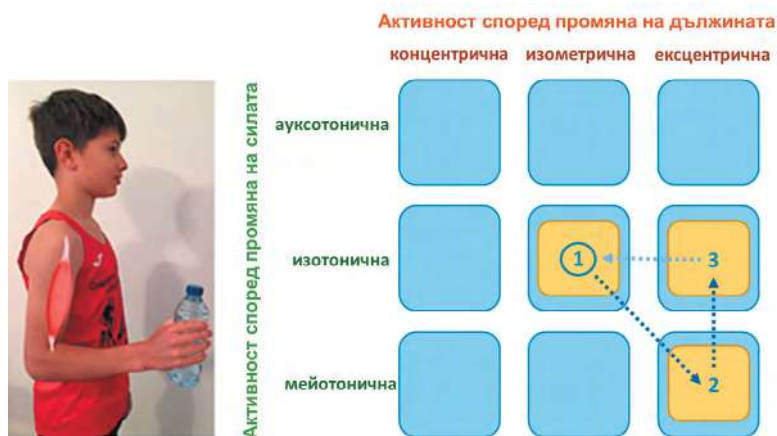 Активност според промяна на дължината
концентрична изометрична ексцентрична
Активност според промяна на силата
ауксотонична
изотонична
1
3
мейотонична
2